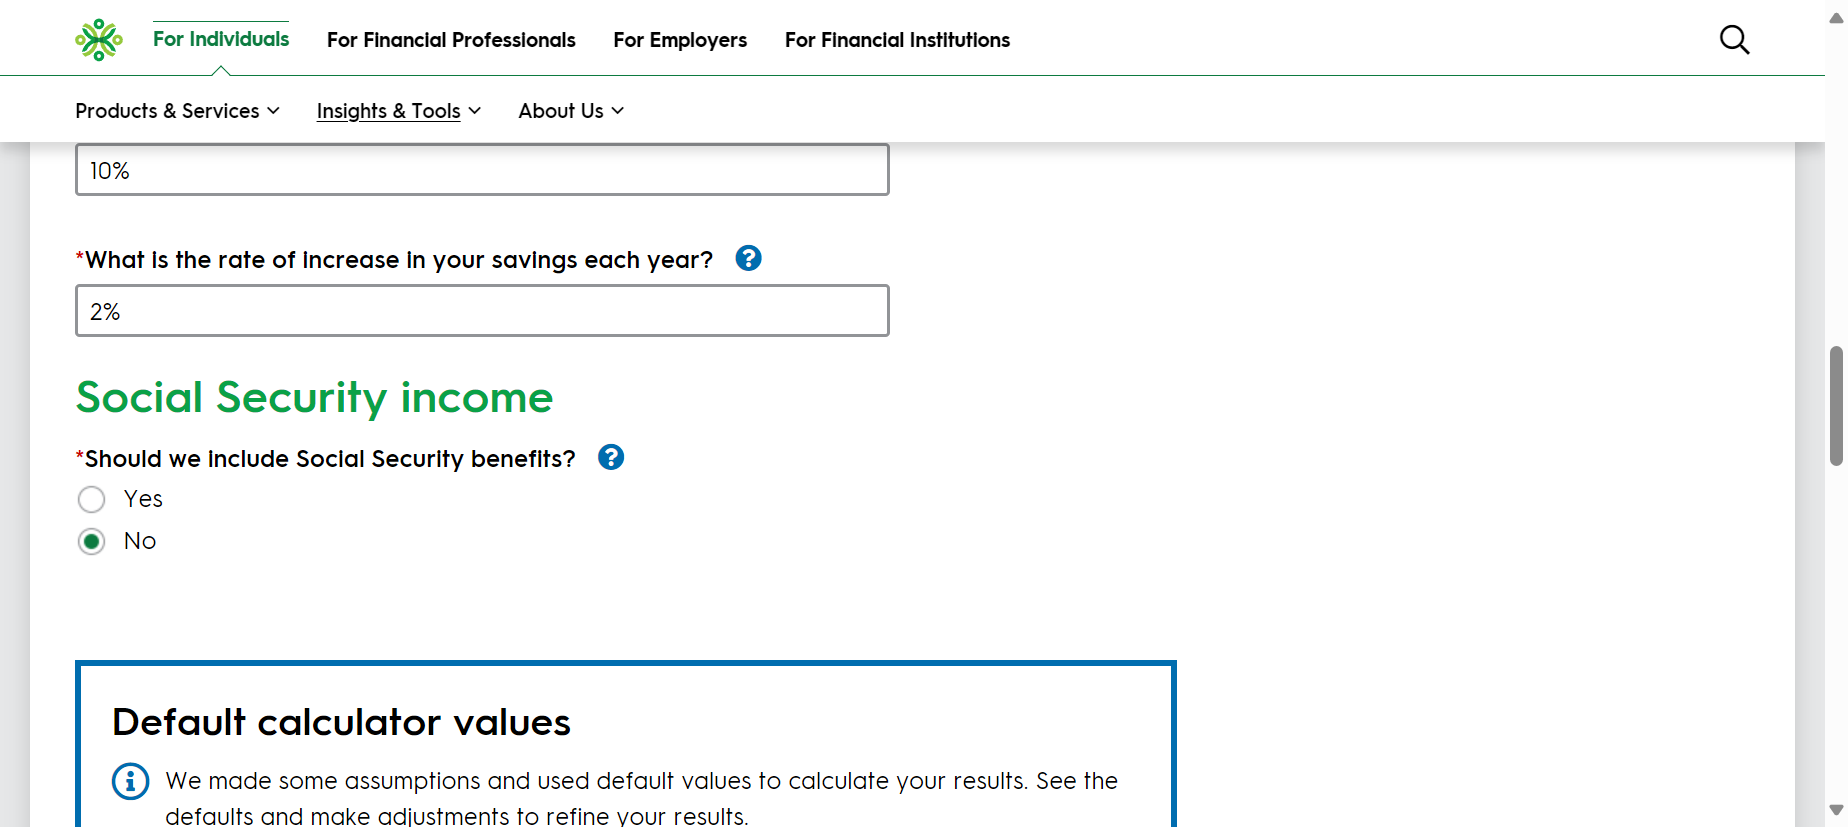 For Individuals For Financial Professionals For Employers For Financial Institutions
Products & Services Insights & Tools About Us
10%
*What is the rate of increase in your savings each year? ?
2%
Social Security income
*Should we include Social Security benefits? ?
Yes
No
Default calculator values
We made some assumptions and used default values to calculate your results. See the
defaults and make adjustments to refine your results.